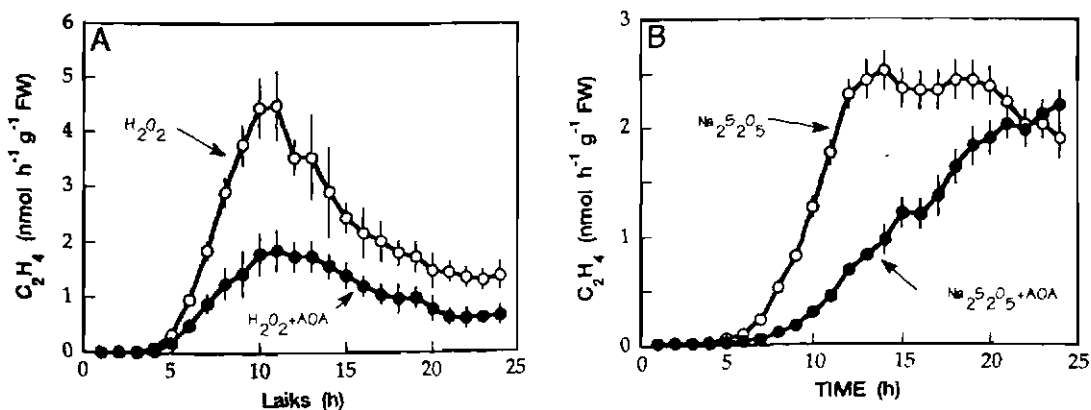 A
C₂H₄ (nmol h⁻¹ g⁻¹ FW)
6
5
4
3
2
1
0
H₂O₂
H₂O₂+AOA
0 5 10 15 20 25
Laiks (h)
B
C₂H₄ (nmol h⁻¹ g⁻¹ FW)
3
2
1
0
Na₂S₂O₅
Na₂S₂O₅+AOA
0 5 10 15 20 25
TIME (h)